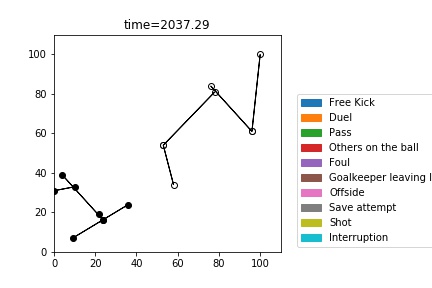 time=2037.29
100
80
60
40
20
0
0 20 40 60 80 100
Free Kick
Duel
Pass
Others on the ball
Foul
Goalkeeper leaving l
Offside
Save attempt
Shot
Interruption